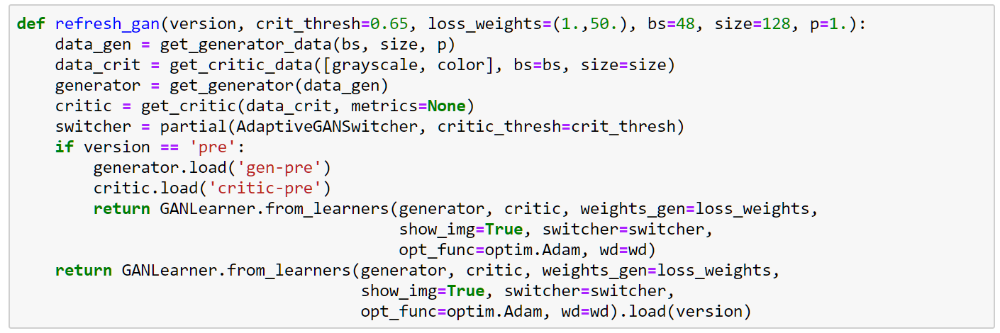 def refresh_gan(version, crit_thresh=0.65, loss_weights=(1.,50.), bs=48, size=128, p=1.):
    data_gen = get_generator_data(bs, size, p)
    data_crit = get_critic_data([grayscale, color], bs=bs, size=size)
    generator = get_generator(data_gen)
    critic = get_critic(data_crit, metrics=None)
    switcher = partial(AdaptiveGANSwitcher, critic_thresh=crit_thresh)
    if version == 'pre':
        generator.load('gen-pre')
        critic.load('critic-pre')
        return GANLearner.from_learners(generator, critic, weights_gen=loss_weights,
                                        show_img=True, switcher=switcher,
                                        opt_func=optim.Adam, wd=wd)
    return GANLearner.from_learners(generator, critic, weights_gen=loss_weights,
                                    show_img=True, switcher=switcher,
                                    opt_func=optim.Adam, wd=wd).load(version)